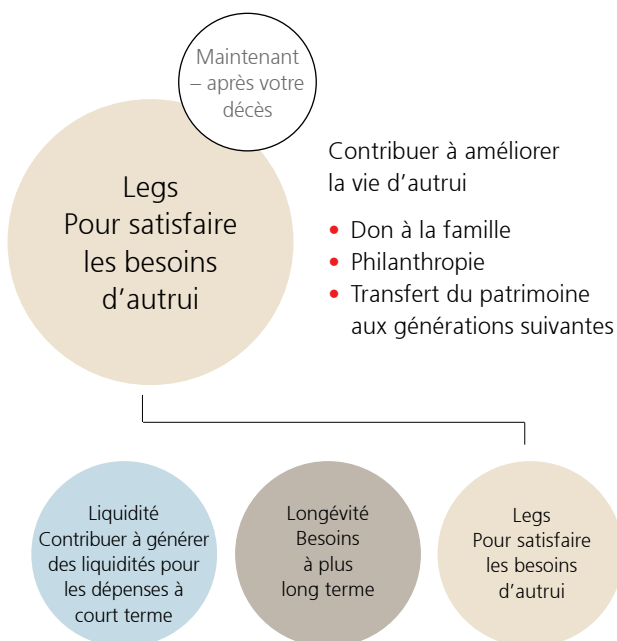 Maintenant
– après votre
décès
Legs
Pour satisfaire
les besoins
d'autrui
Contribuer à améliorer
la vie d'autrui
• Don à la famille
• Philanthropie
• Transfert du patrimoine
aux générations suivantes
Liquidité
Contribuer à générer
des liquidités pour
les dépenses à
court terme
Longévité
Besoins
à plus
long terme
Legs
Pour satisfaire
les besoins
d'autrui